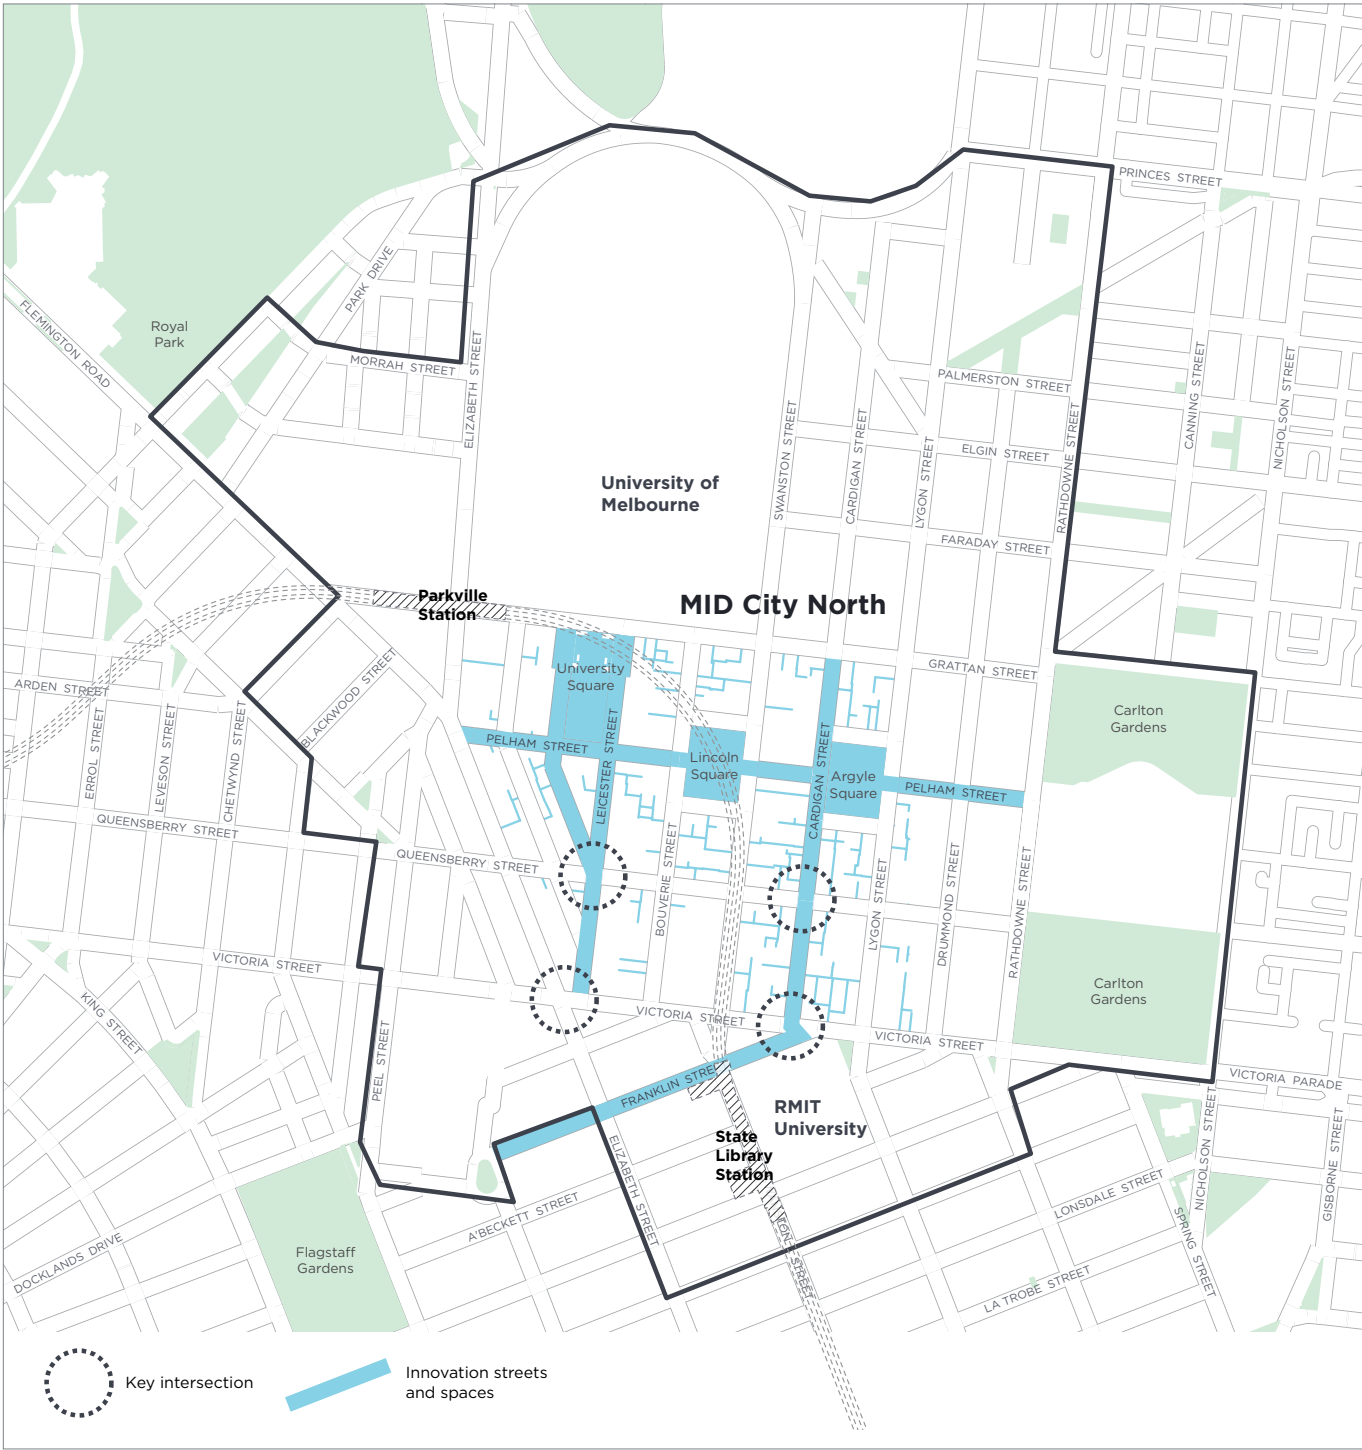 PRINCES STREET
PARK DRIVE
FLEMINGTON ROAD
Royal
Park
MORRAH STREET
ELIZABETH STREET
PALMERSTON STREET
CANNING STREET
NICHOLSON STREET
SWANSTON STREET
CARDIGAN STREET
LYGON STREET
ELGIN STREET
RATHDOWNE STREET
University of
Melbourne
FARADAY STREET
Parkville
Station
MID City North
GRATTAN STREET
University
Square
ARDEN STREET
BLACKWOOD STREET
Carlton
Gardens
ERROL STREET
LEVESON STREET
CHETWYND STREET
PELHAM STREET
LEICESTER STREET
Lincoln
Square
CARDIGAN STREET
Argyle
Square
PELHAM STREET
QUEENSBERRY STREET
QUEENSBERRY STREET
BOUVERIE STREET
LYGON STREET
DRUMMOND STREET
RATHDOWNE STREET
VICTORIA STREET
KING STREET
Carlton
Gardens
VICTORIA STREET
VICTORIA STREET
PEEL STREET
VICTORIA PARADE
FRANKLIN STRE
RMIT
University
State
Library
Station
ELIZABETH STREET
NICHOLSON STREET
GISBORNE STREET
A'BECKETT STREET
LONSDALE STREET
SPRING STREET
DOCKLANDS DRIVE
Flagstaff
Gardens
STREET
LA TROBE STREET
Key intersection
Innovation streets
and spaces